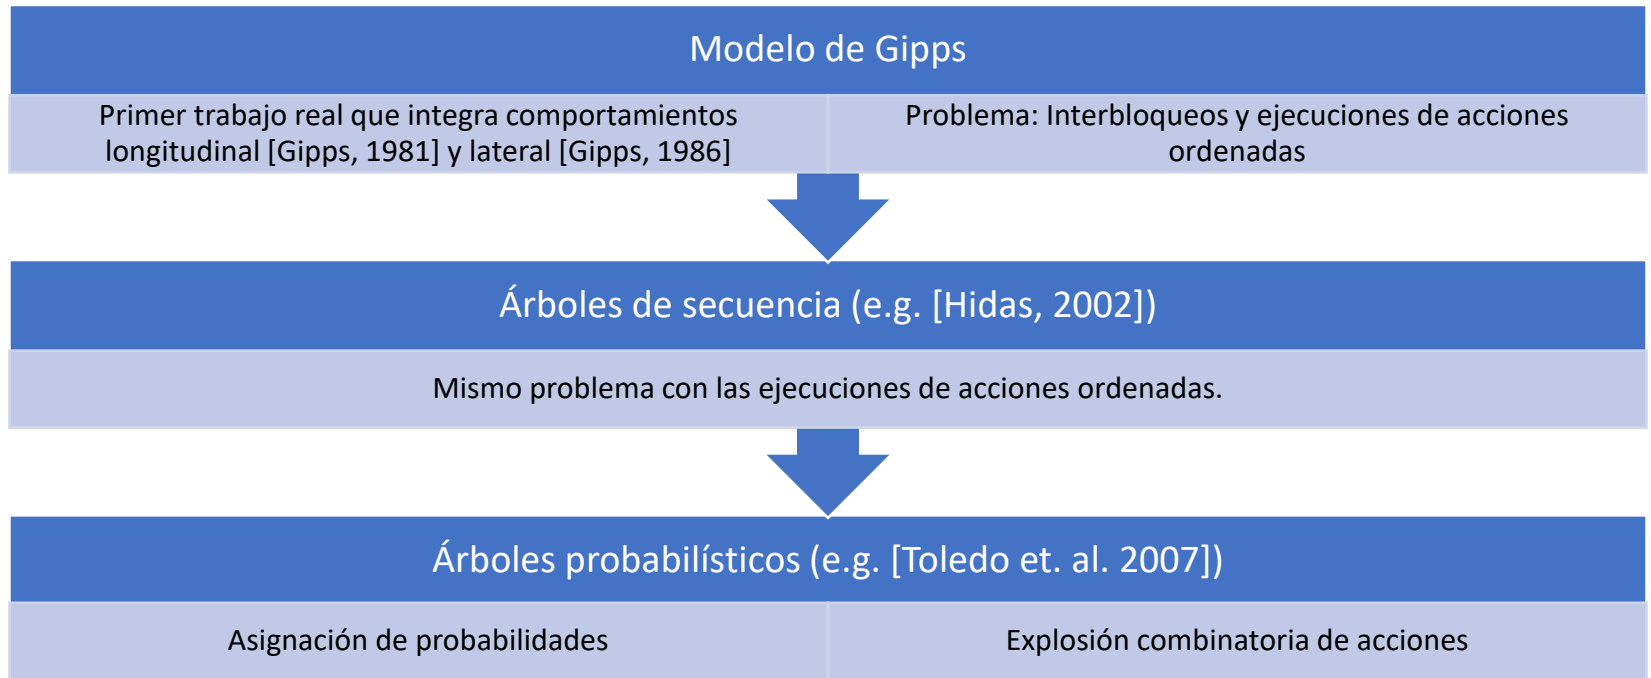 Modelo de Gipps
Primer trabajo real que integra comportamientos
longitudinal [Gipps, 1981] y lateral [Gipps, 1986]
Problema: Interbloqueos y ejecuciones de acciones
ordenadas
Árboles de secuencia (e.g. [Hidas, 2002])
Mismo problema con las ejecuciones de acciones ordenadas.
Árboles probabilísticos (e.g. [Toledo et. al. 2007])
Asignación de probabilidades
Explosión combinatoria de acciones